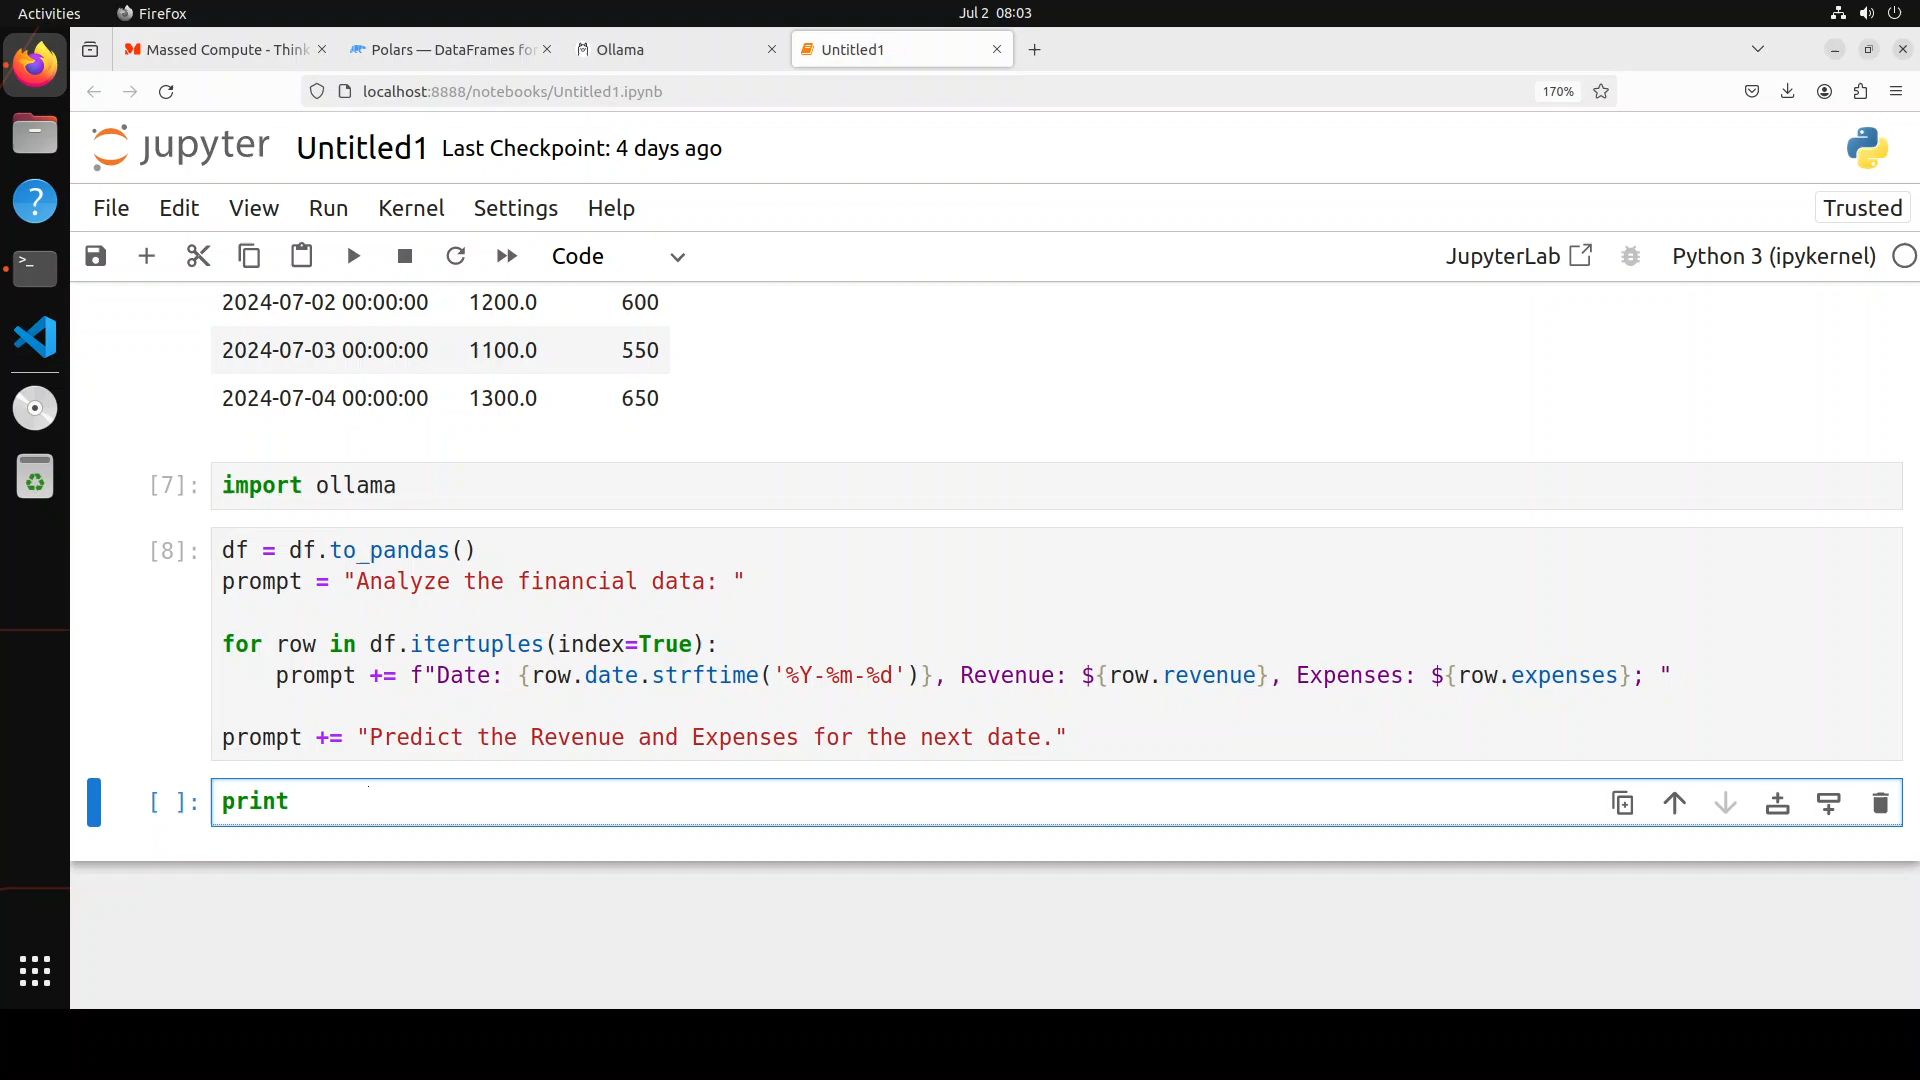 Activities Firefox Jul 2 08:03
Massed Compute - Think Polars — DataFrames for Ollama Untitled1
localhost:8888/notebooks/Untitled1.ipynb 170%
jupyter Untitled1 Last Checkpoint: 4 days ago
File Edit View Run Kernel Settings Help Trusted
Code JupyterLab Python 3 (ipykernel)
2024-07-02 00:00:00 1200.0 600
2024-07-03 00:00:00 1100.0 550
2024-07-04 00:00:00 1300.0 650
[7]: import ollama
[8]: df = df.to_pandas()
prompt = "Analyze the financial data: "
for row in df.itertuples(index=True):
    prompt += f"Date: {row.date.strftime('%Y-%m-%d')}, Revenue: ${row.revenue}, Expenses: ${row.expenses}; "
prompt += "Predict the Revenue and Expenses for the next date."
[ ]: print